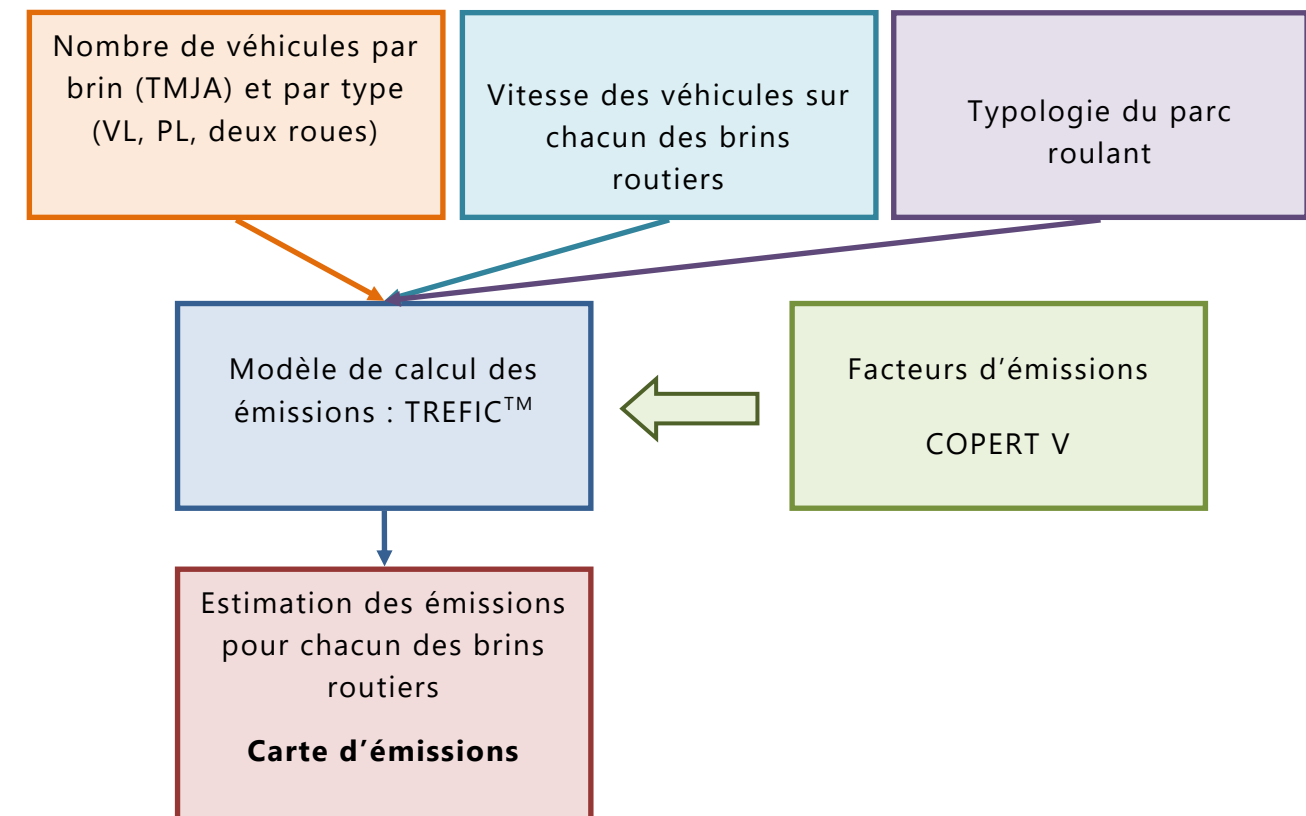 Nombre de véhicules par
brin (TMJA) et par type
(VL, PL, deux roues)
Vitesse des véhicules sur
chacun des brins
routiers
Typologie du parc
roulant
Modèle de calcul des
émissions : TREFIC™
Facteurs d’émissions
COPERT V
Estimation des émissions
pour chacun des brins
routiers
Carte d’émissions